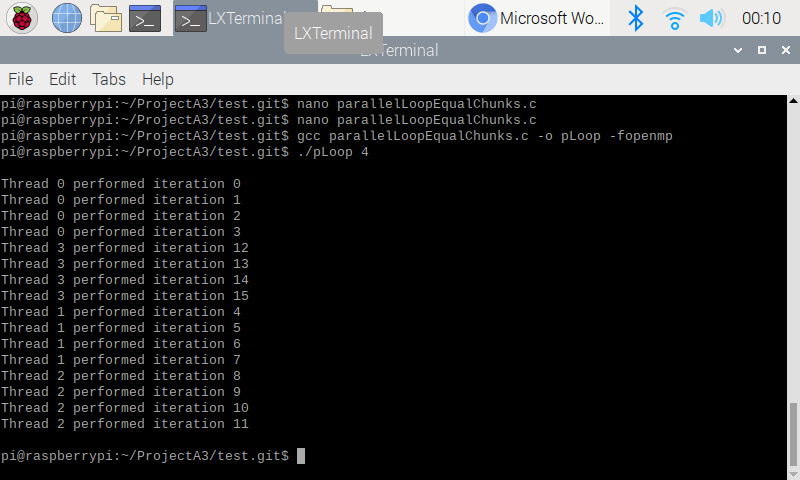 LXTerminal
Microsoft Wo...
00:10
LXTerminal
LXTerminal
File Edit Tabs Help
pi@raspberrypi:~/ProjectA3/test.git$ nano parallelLoopEqualChunks.c
pi@raspberrypi:~/ProjectA3/test.git$ nano parallelLoopEqualChunks.c
pi@raspberrypi:~/ProjectA3/test.git$ gcc parallelLoopEqualChunks.c -o pLoop -fopenmp
pi@raspberrypi:~/ProjectA3/test.git$ ./pLoop 4
Thread 0 performed iteration 0
Thread 0 performed iteration 1
Thread 0 performed iteration 2
Thread 0 performed iteration 3
Thread 3 performed iteration 12
Thread 3 performed iteration 13
Thread 3 performed iteration 14
Thread 3 performed iteration 15
Thread 1 performed iteration 4
Thread 1 performed iteration 5
Thread 1 performed iteration 6
Thread 1 performed iteration 7
Thread 2 performed iteration 8
Thread 2 performed iteration 9
Thread 2 performed iteration 10
Thread 2 performed iteration 11
pi@raspberrypi:~/ProjectA3/test.git$